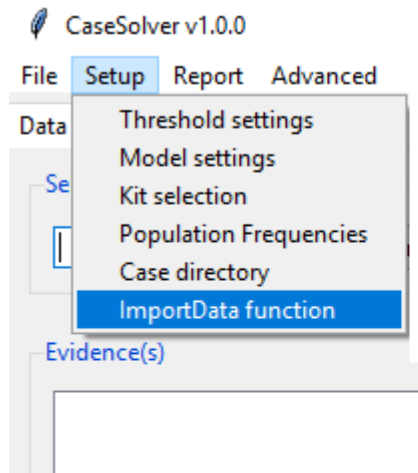 CaseSolver v1.0.0
File Setup Report Advanced
Data
Threshold settings
Model settings
Se
Kit selection
Population Frequencies
Case directory
ImportData function
Evidence(s)